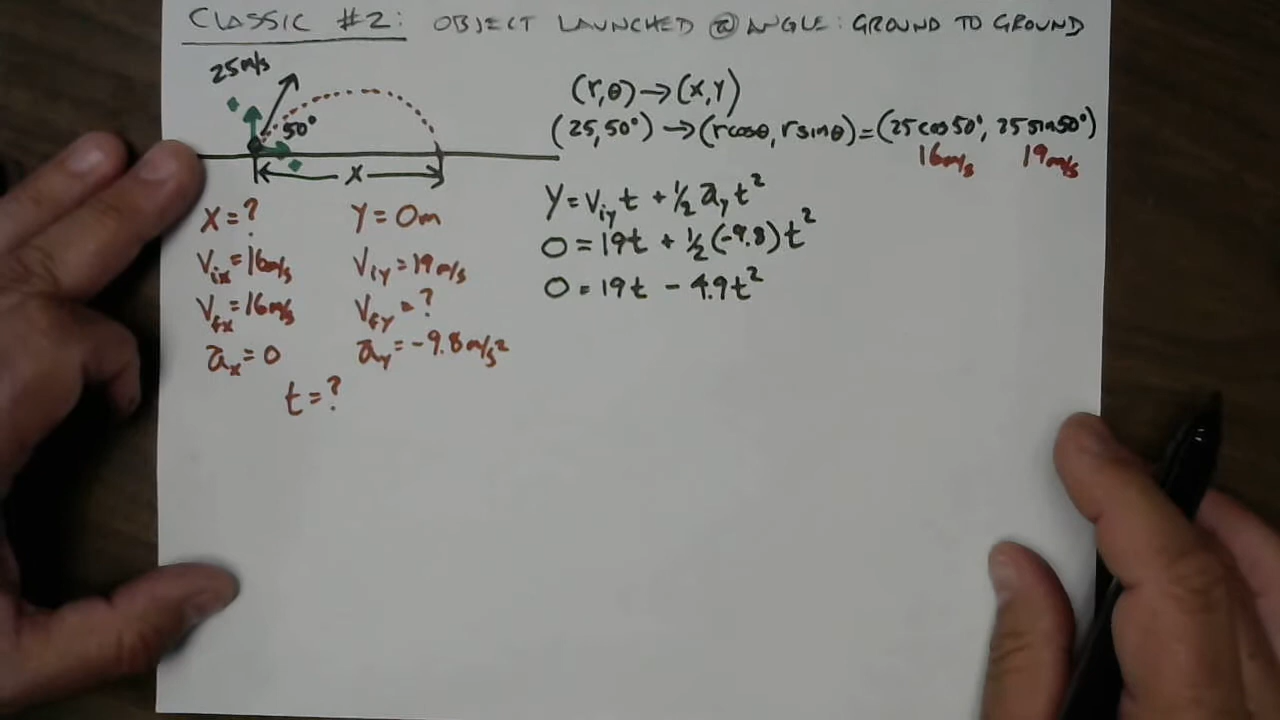 CLASSIC #2: OBJECT LAUNCHED @ ANGLE: GROUND TO GROUND
25m/s
50°
X
(r,θ)→(x,y)
(25,50°)→(rcosθ, rsinθ)=(25cos50°, 25sin50°)
16m/s 19m/s
X=? Y=0m
Vix=16m/s Viy=19m/s
Vfx=16m/s Vfy=?
ax=0 ay=-9.8m/s²
t=?
Y=Viyt+½ayt²
0=19t+½(-9.8)t²
0=19t-4.9t²